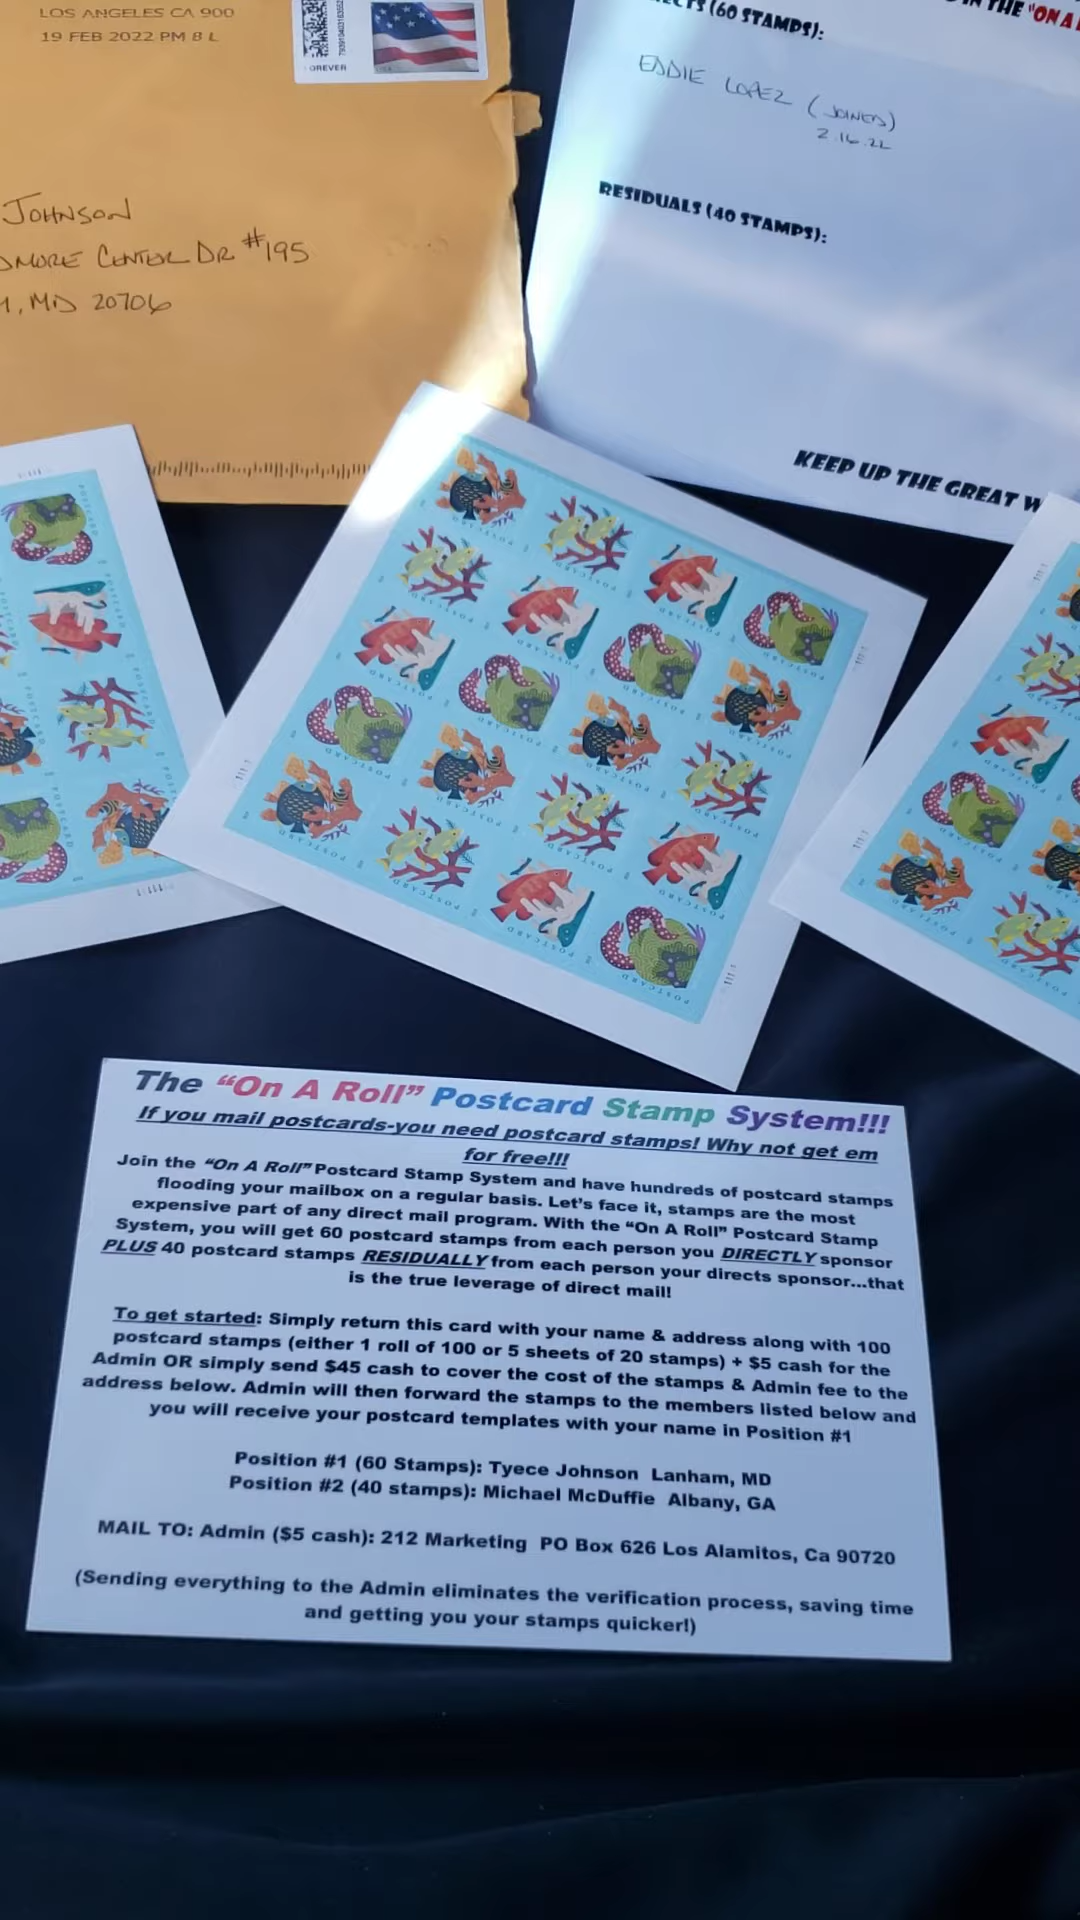 LOS ANGELES CA 900
19 FEB 2022 PM 8 L
OREVER
JOHNSON
CENTER DR #195
, MD 20706
(60 STAMPS):
IN THE "ON A
EDDIE LOPEZ (JOINED)
2.16.22
RESIDUALS (40 STAMPS):
KEEP UP THE GREAT W
POSTCARD
The “On A Roll” Postcard Stamp System!!!
If you mail postcards-you need postcard stamps! Why not get em
for free!!!
Join the “On A Roll” Postcard Stamp System and have hundreds of postcard stamps
flooding your mailbox on a regular basis. Let’s face it, stamps are the most
expensive part of any direct mail program. With the “On A Roll” Postcard Stamp
System, you will get 60 postcard stamps from each person you DIRECTLY sponsor
PLUS 40 postcard stamps RESIDUALLY from each person your directs sponsor...that
is the true leverage of direct mail!
To get started: Simply return this card with your name & address along with 100
postcard stamps (either 1 roll of 100 or 5 sheets of 20 stamps) + $5 cash for the
Admin OR simply send $45 cash to cover the cost of the stamps & Admin fee to the
address below. Admin will then forward the stamps to the members listed below and
you will receive your postcard templates with your name in Position #1
Position #1 (60 Stamps): Tyece Johnson Lanham, MD
Position #2 (40 stamps): Michael McDuffie Albany, GA
MAIL TO: Admin ($5 cash): 212 Marketing PO Box 626 Los Alamitos, Ca 90720
(Sending everything to the Admin eliminates the verification process, saving time
and getting you your stamps quicker!)